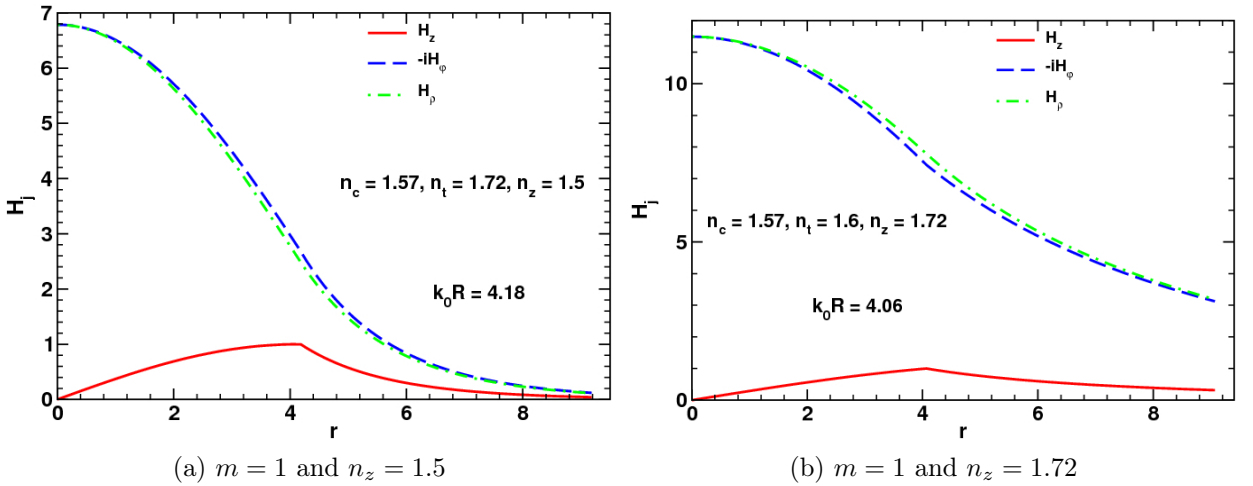 7
6
5
4
3
2
1
0
H_j
H_z
-iH_φ
H_ρ
n_c = 1.57, n_t = 1.72, n_z = 1.5
k_0R = 4.18
0 2 4 6 8
r
(a) m = 1 and n_z = 1.5
10
5
0
H_j
H_z
-iH_φ
H_ρ
n_c = 1.57, n_t = 1.6, n_z = 1.72
k_0R = 4.06
0 2 4 6 8
r
(b) m = 1 and n_z = 1.72